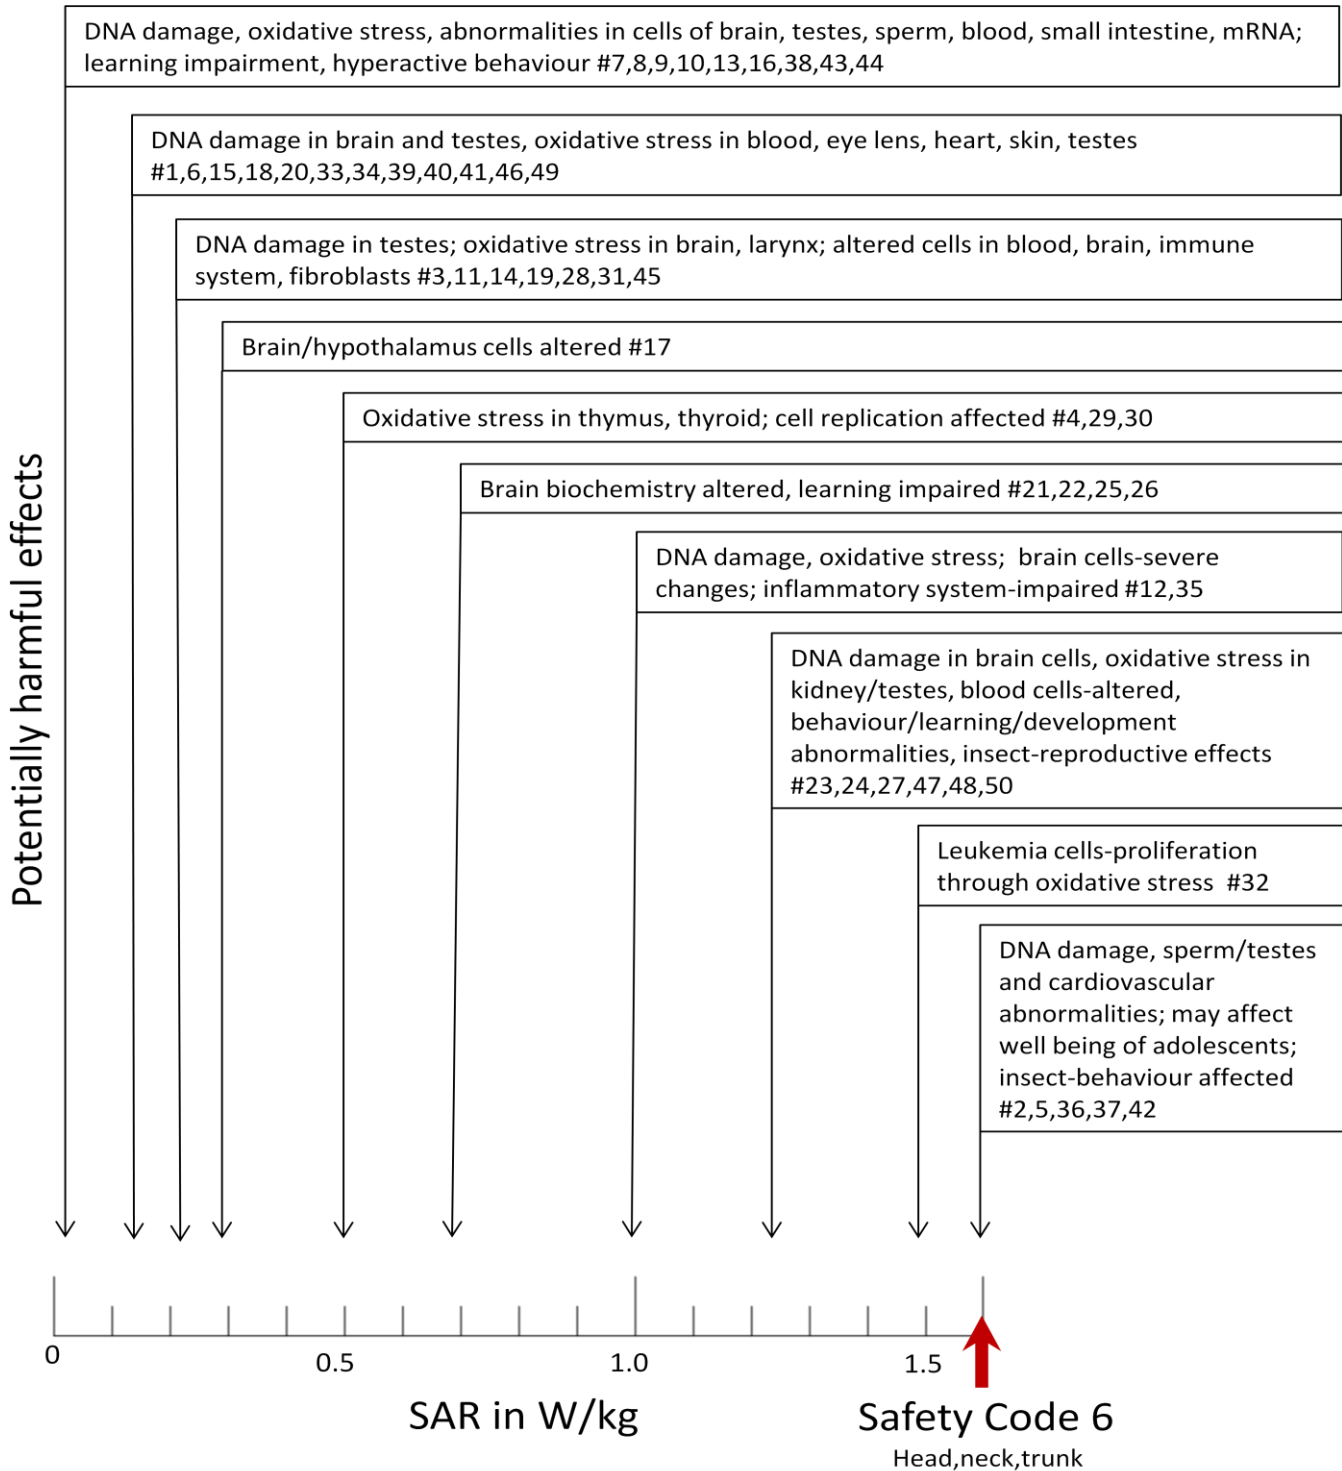 DNA damage, oxidative stress, abnormalities in cells of brain, testes, sperm, blood, small intestine, mRNA;
learning impairment, hyperactive behaviour #7,8,9,10,13,16,38,43,44
DNA damage in brain and testes, oxidative stress in blood, eye lens, heart, skin, testes
#1,6,15,18,20,33,34,39,40,41,46,49
DNA damage in testes; oxidative stress in brain, larynx; altered cells in blood, brain, immune
system, fibroblasts #3,11,14,19,28,31,45
Brain/hypothalamus cells altered #17
Oxidative stress in thymus, thyroid; cell replication affected #4,29,30
Brain biochemistry altered, learning impaired #21,22,25,26
DNA damage, oxidative stress; brain cells-severe
changes; inflammatory system-impaired #12,35
DNA damage in brain cells, oxidative stress in
kidney/testes, blood cells-altered,
behaviour/learning/development
abnormalities, insect-reproductive effects
#23,24,27,47,48,50
Leukemia cells-proliferation
through oxidative stress #32
DNA damage, sperm/testes
and cardiovascular
abnormalities; may affect
well being of adolescents;
insect-behaviour affected
#2,5,36,37,42
Potentially harmful effects
0 0.5 1.0 1.5
SAR in W/kg
Safety Code 6
Head,neck,trunk